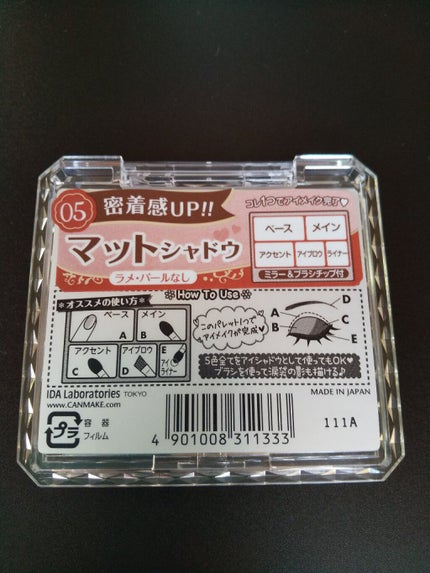 05
密着感UP!!
マットシャドウ
ラメ・パールなし
コレ1つでアイメイク完了♥
ベース メイン
アクセント アイブロウ ライナー
ミラー&ブラシチップ付
How To Use
*オススメの使い方*
ベース
A
メイン
B
アクセント
C
アイブロウ
D
E
アイライナー
このパレット1つで
アイメイクが完成♥
A
B
C
D
E
5色全てをアイシャドウとして使ってもOK♥
ブラシを使って涙袋の影も描ける♪
IDA Laboratories TOKYO
www.CANMAKE.com
MADE IN JAPAN
プラ
容器
フィルム
4 901008 311333
111A